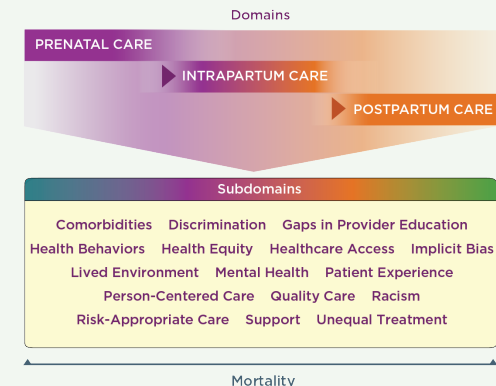 Domains
PRENATAL CARE
INTRAPARTUM CARE
POSTPARTUM CARE
Subdomains
Comorbidities Discrimination Gaps in Provider Education
Health Behaviors Health Equity Healthcare Access Implicit Bias
Lived Environment Mental Health Patient Experience
Person-Centered Care Quality Care Racism
Risk-Appropriate Care Support Unequal Treatment
Mortality